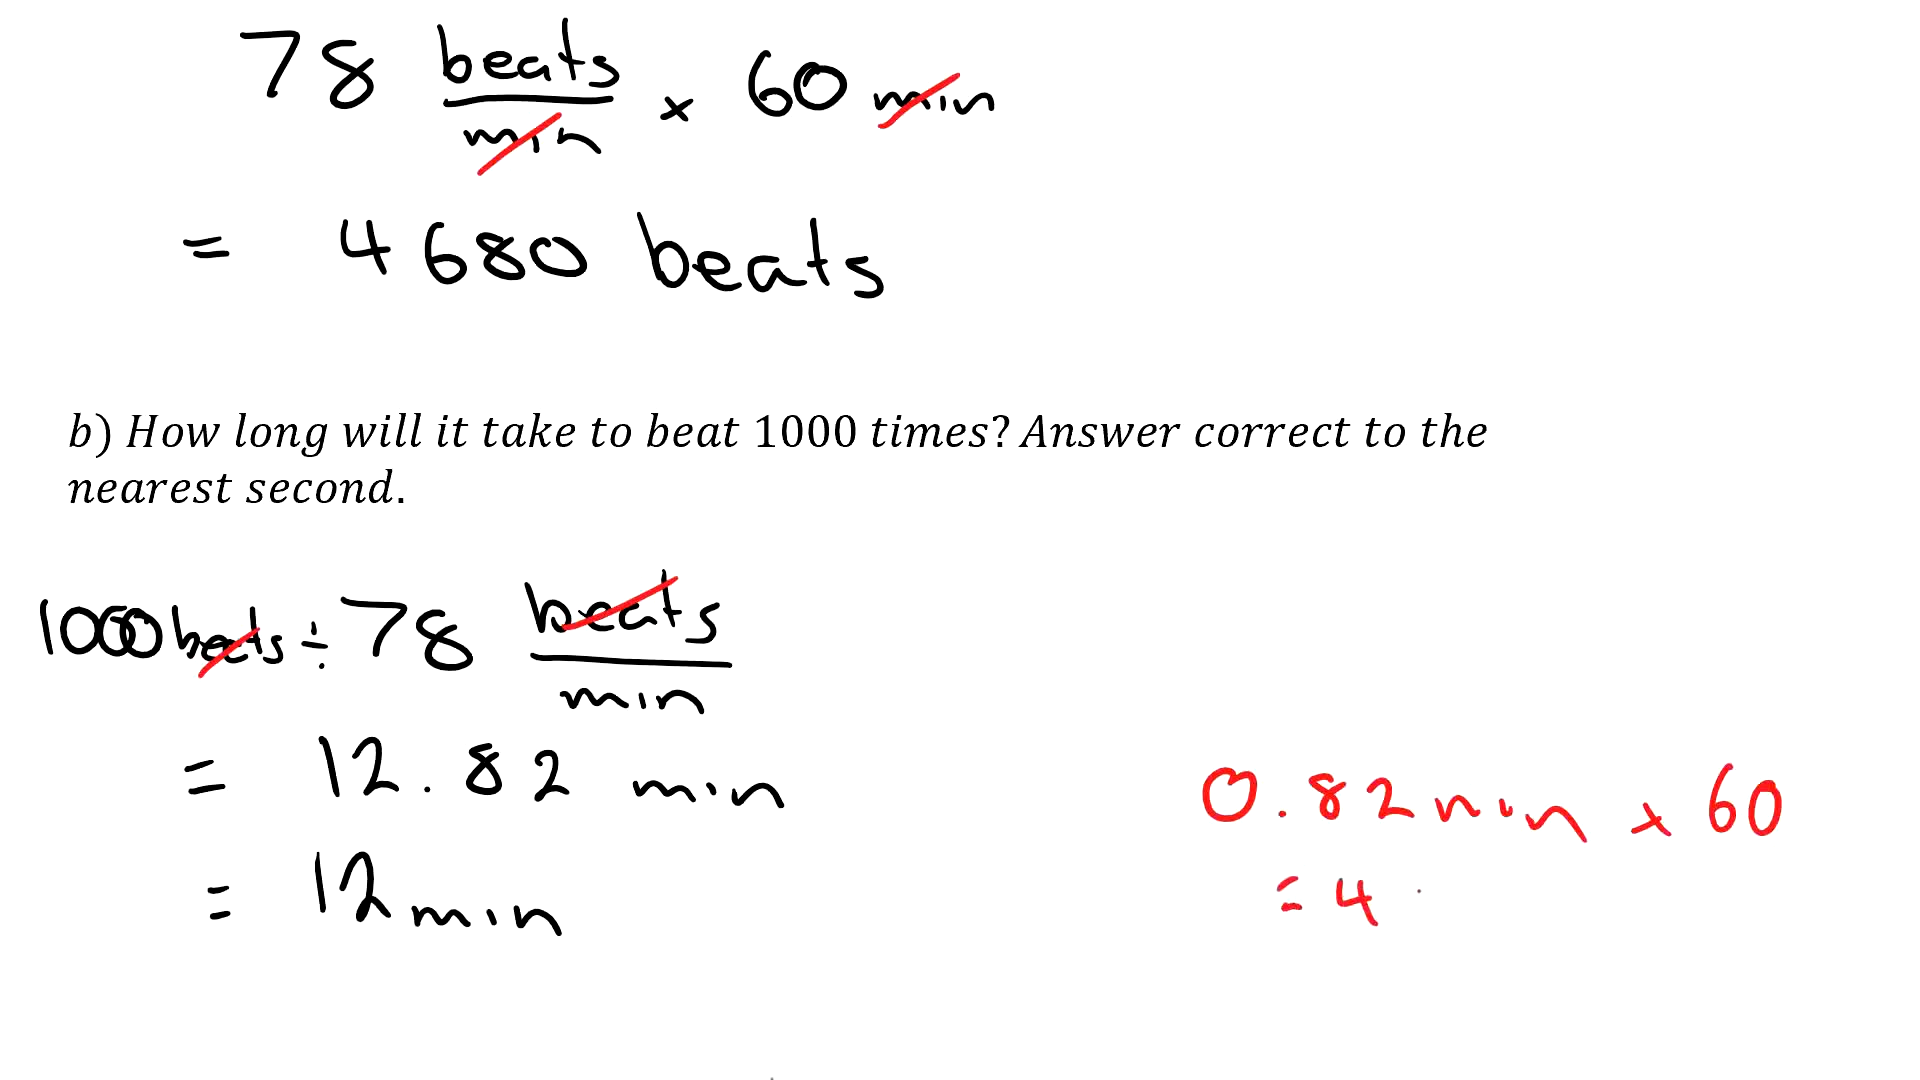 78 beats/min × 60 min
= 4680 beats
b) How long will it take to beat 1000 times? Answer correct to the
nearest second.
1000 beats ÷ 78 beats/min
= 12.82 min
= 12 min
0.82 min × 60
= 4